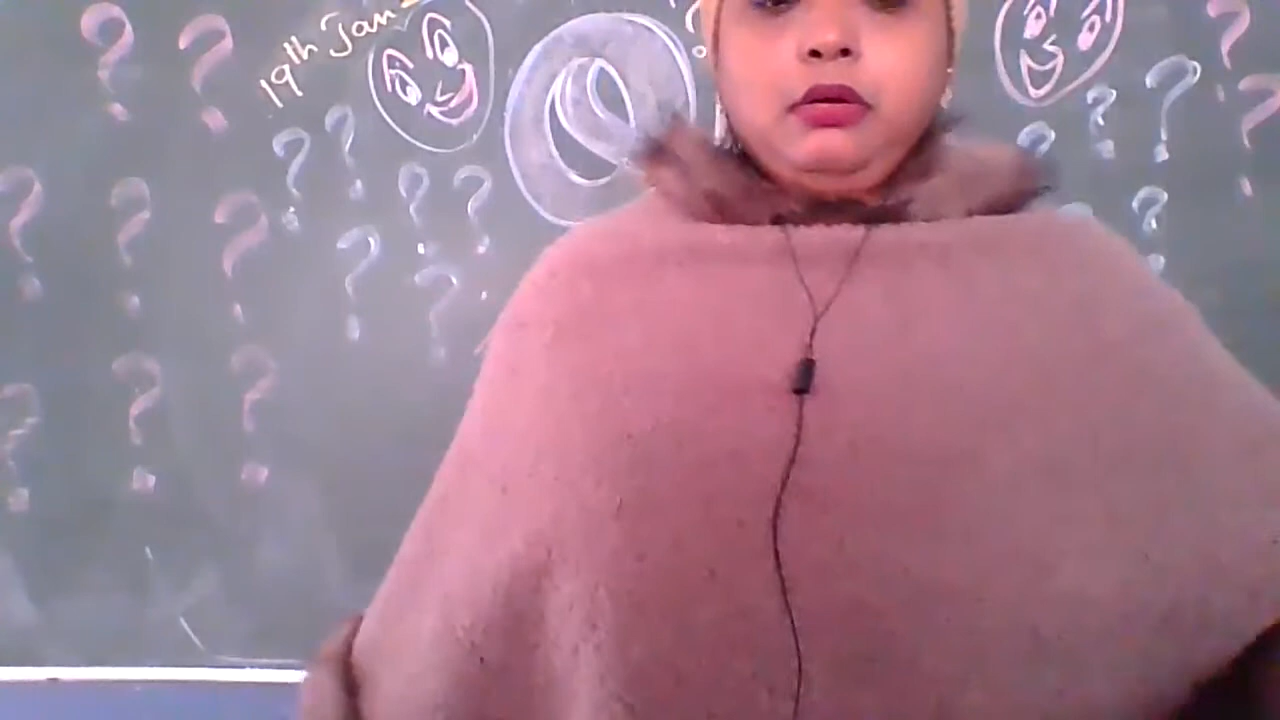 ? ? 19th Jan ? ?
? ? ? ?
? ? ? ? ? ? ?
? ?
? ? ?